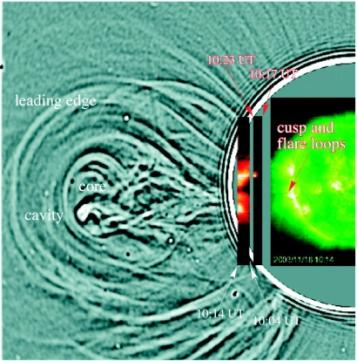 10:23 UT
10:17 UT
leading edge
cusp and
flare loops
core
cavity
2003/11/18 10:14
10:14 UT
10:04 UT